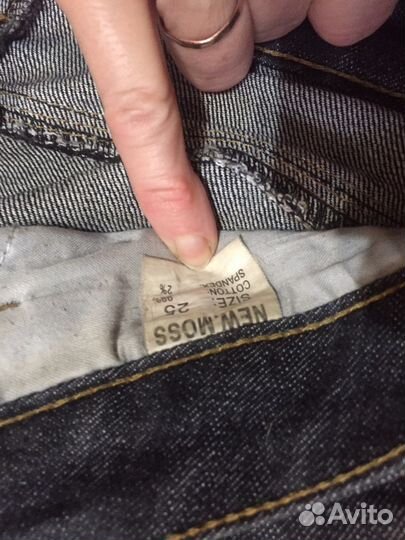 NEW.MOSS
SIZE: 25
COTTON: 98%
SPANDEX 2%
Avito